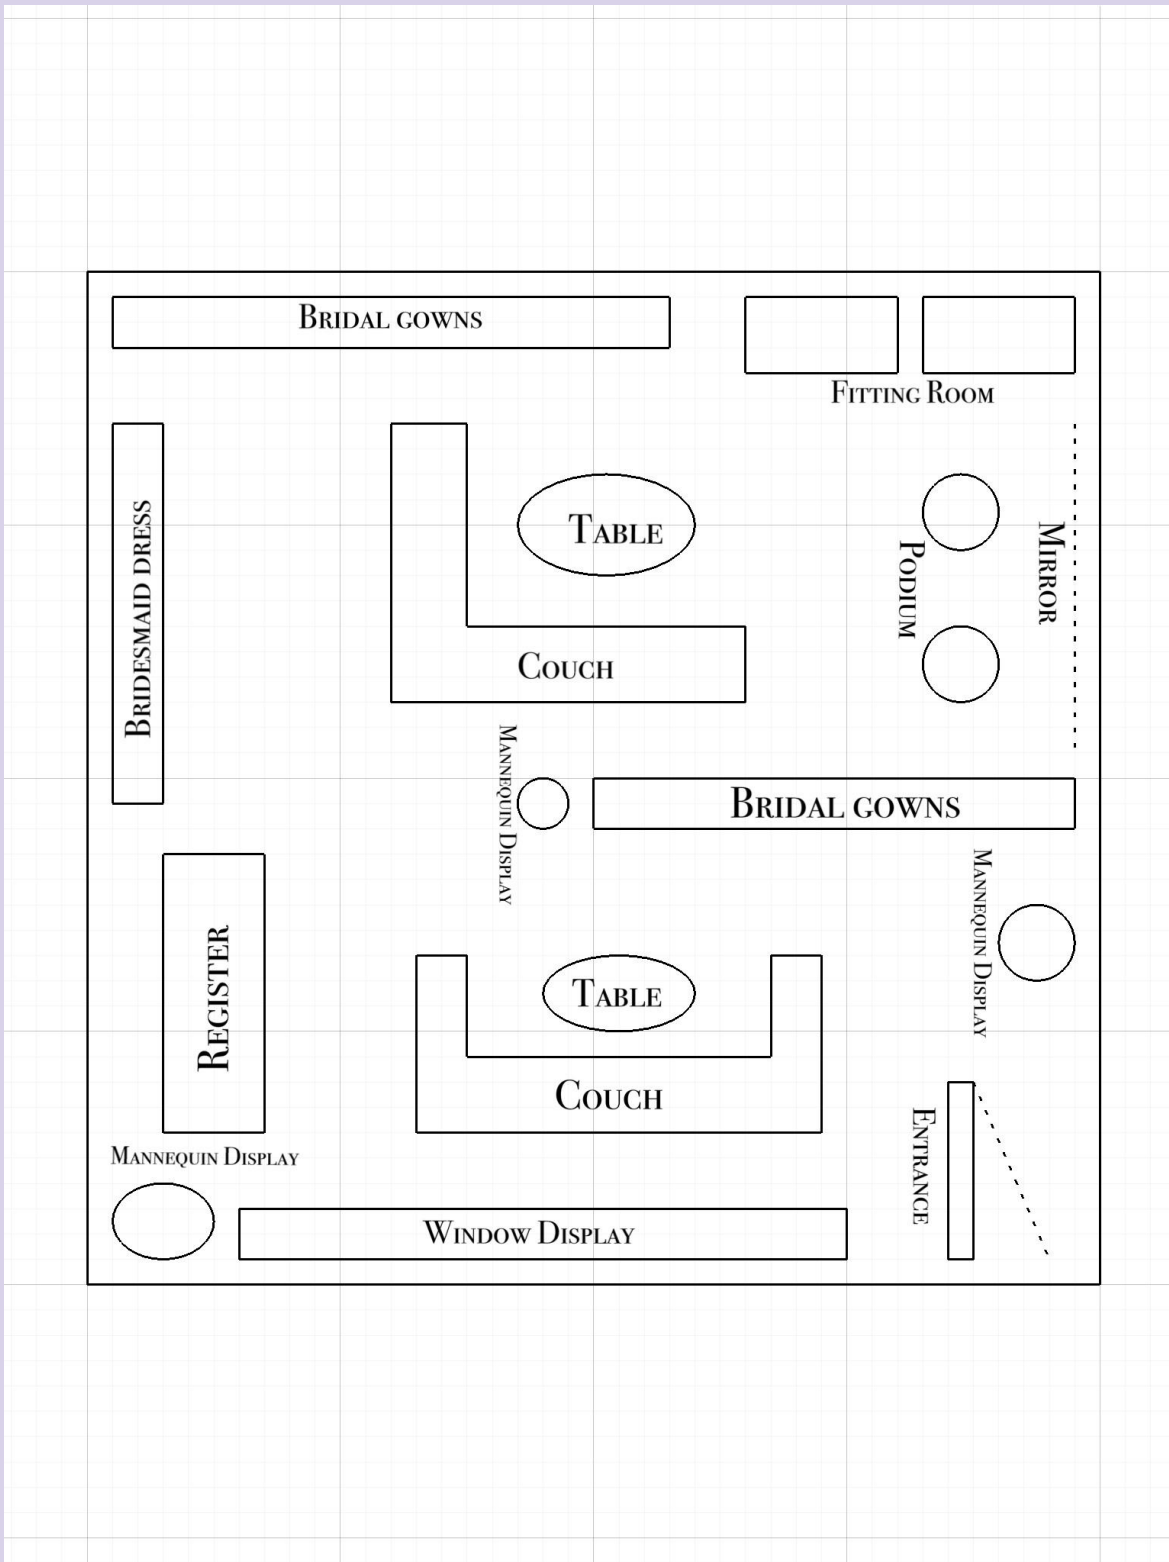 Bridal gowns
Fitting Room
Bridesmaid dress
Table
Mirror
Podium
Couch
Mannequin Display
Bridal gowns
Mannequin Display
Register
Table
Couch
Entrance
Mannequin Display
Window Display